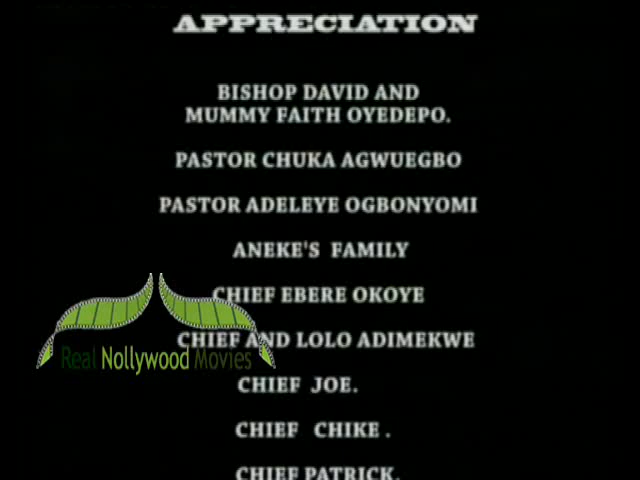 APPRECIATION
BISHOP DAVID AND
MUMMY FAITH OYEDEPO.
PASTOR CHUKA AGWUEGBO
PASTOR ADELEYE OGBONYOMI
ANEKE'S FAMILY
CHIEF EBERE OKOYE
CHIEF AND LOLO ADIMEKWE
Real Nollywood Movies
CHIEF JOE.
CHIEF CHIKE .
CHIEF PATRICK.